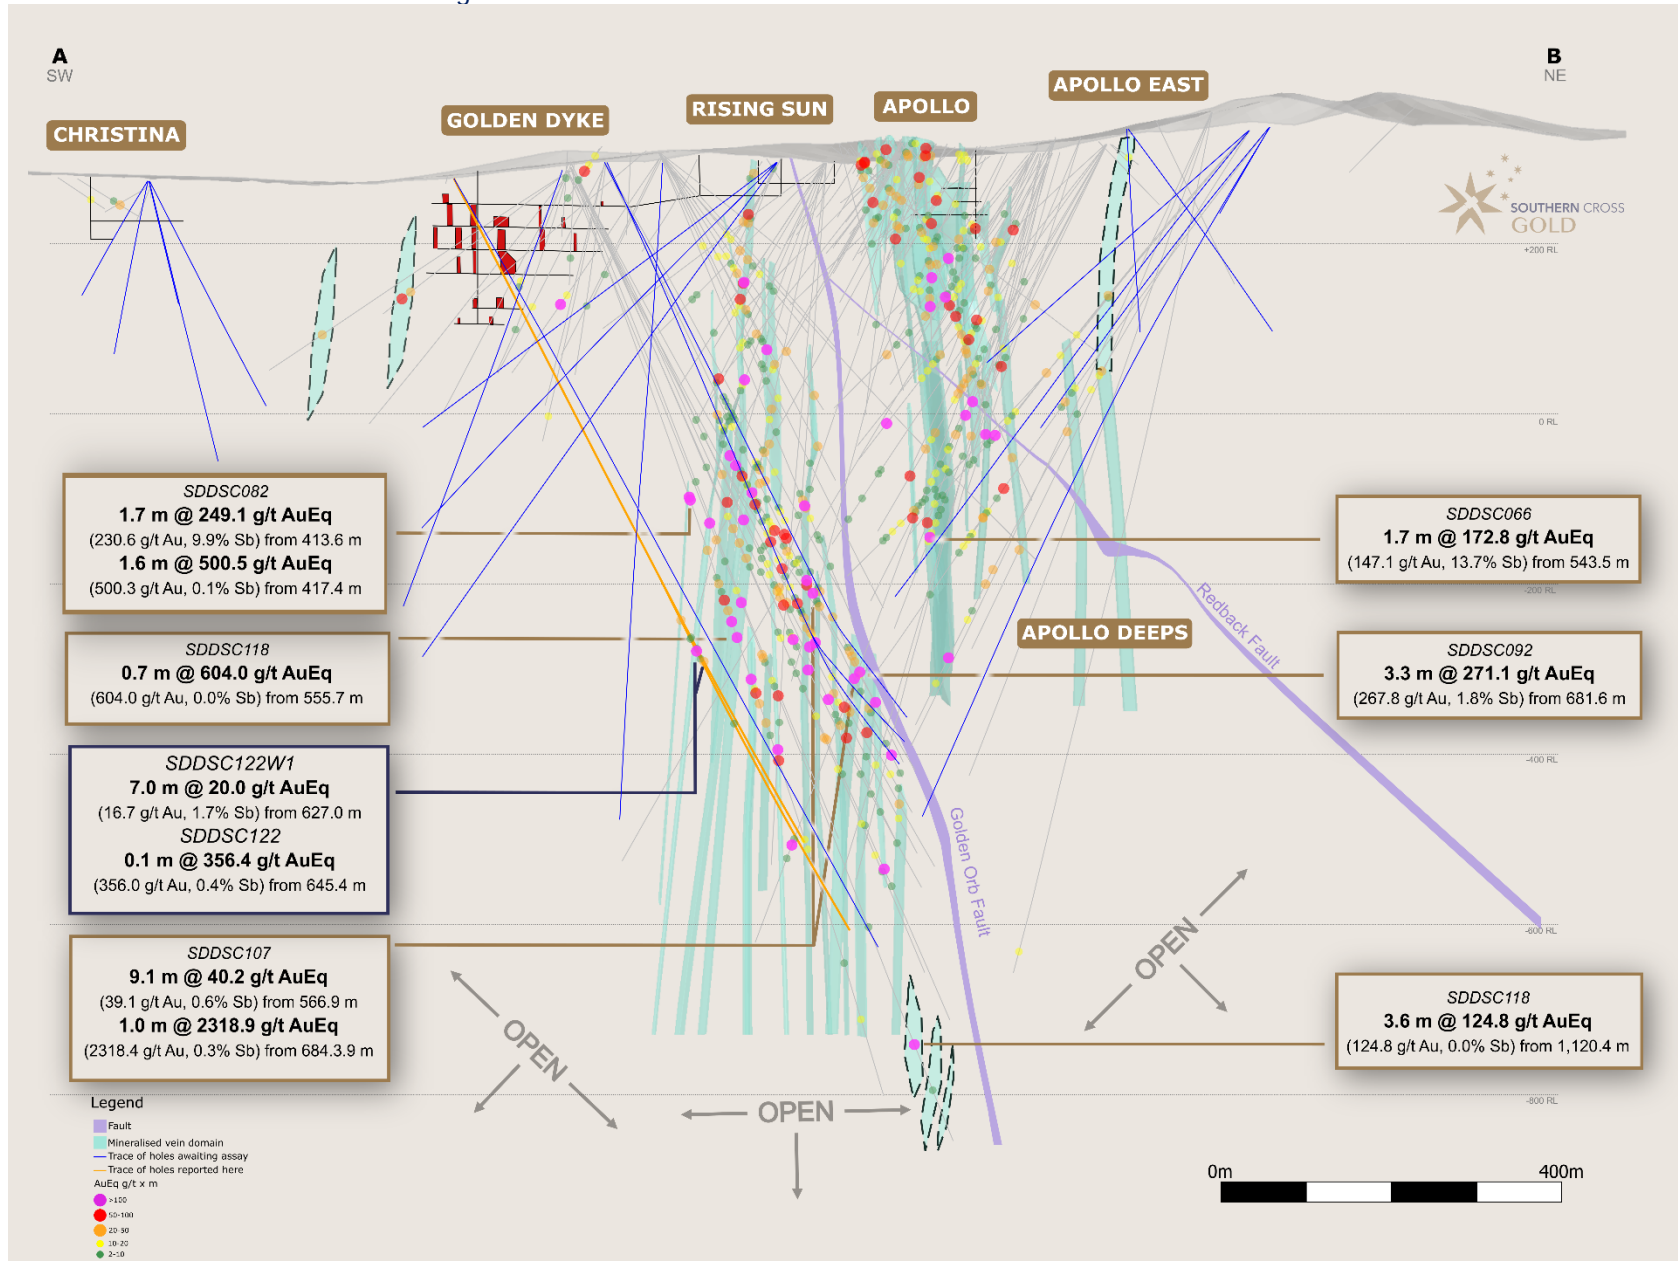 g
A
SW
B
NE
CHRISTINA
GOLDEN DYKE
RISING SUN
APOLLO
APOLLO EAST
SOUTHERN CROSS
GOLD
+200 RL
0 RL
-200 RL
-400 RL
-600 RL
-800 RL
SDDSC082
1.7 m @ 249.1 g/t AuEq
(230.6 g/t Au, 9.9% Sb) from 413.6 m
1.6 m @ 500.5 g/t AuEq
(500.3 g/t Au, 0.1% Sb) from 417.4 m
SDDSC118
0.7 m @ 604.0 g/t AuEq
(604.0 g/t Au, 0.0% Sb) from 555.7 m
SDDSC122W1
7.0 m @ 20.0 g/t AuEq
(16.7 g/t Au, 1.7% Sb) from 627.0 m
SDDSC122
0.1 m @ 356.4 g/t AuEq
(356.0 g/t Au, 0.4% Sb) from 645.4 m
SDDSC107
9.1 m @ 40.2 g/t AuEq
(39.1 g/t Au, 0.6% Sb) from 566.9 m
1.0 m @ 2318.9 g/t AuEq
(2318.4 g/t Au, 0.3% Sb) from 684.3.9 m
SDDSC066
1.7 m @ 172.8 g/t AuEq
(147.1 g/t Au, 13.7% Sb) from 543.5 m
APOLLO DEEPS
SDDSC092
3.3 m @ 271.1 g/t AuEq
(267.8 g/t Au, 1.8% Sb) from 681.6 m
Redback Fault
Golden Orb Fault
SDDSC118
3.6 m @ 124.8 g/t AuEq
(124.8 g/t Au, 0.0% Sb) from 1,120.4 m
OPEN
OPEN
OPEN
Legend
Fault
Mineralised vein domain
Trace of holes awaiting assay
Trace of holes reported here
AuEq g/t x m
>100
50-100
20-50
10-20
2-10
0m
400m